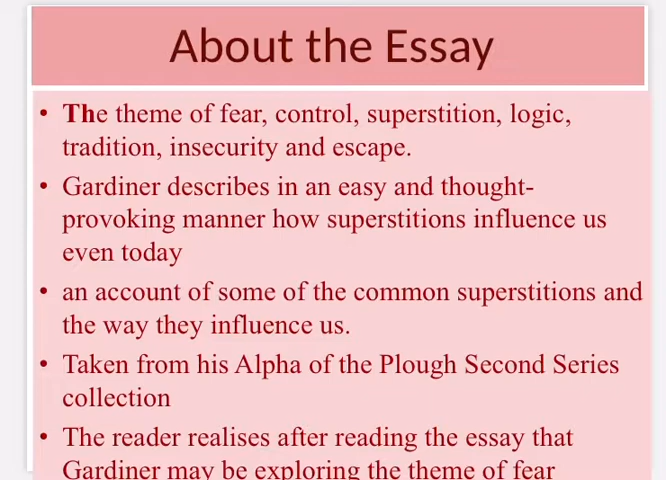 About the Essay
• The theme of fear, control, superstition, logic,
tradition, insecurity and escape.
• Gardiner describes in an easy and thought-
provoking manner how superstitions influence us
even today
• an account of some of the common superstitions and
the way they influence us.
• Taken from his Alpha of the Plough Second Series
collection
• The reader realises after reading the essay that
Gardiner may be exploring the theme of fear